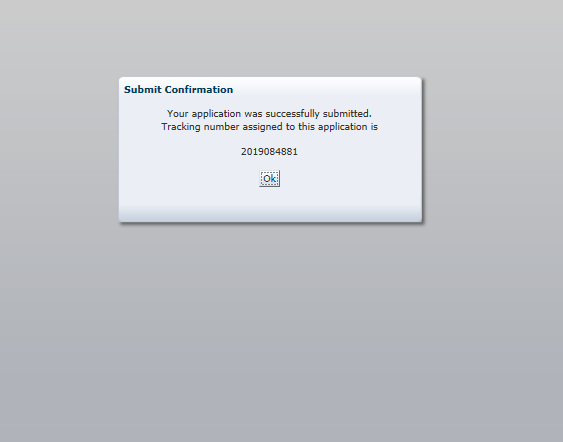 Submit Confirmation
Your application was successfully submitted.
Tracking number assigned to this application is
2019084881
Ok